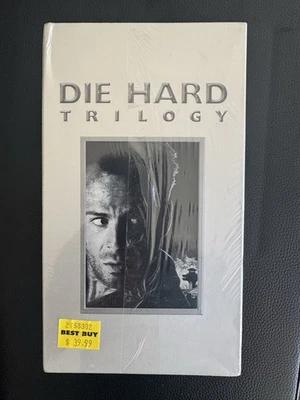 DIE HARD
TRILOGY
BEST BUY
$ 39.99